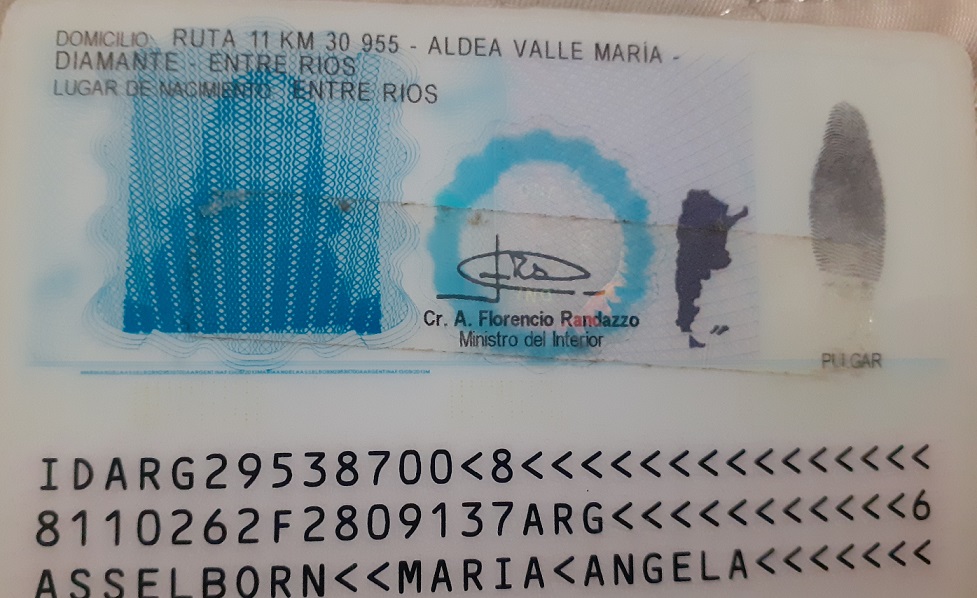 DOMICILIO: RUTA 11 KM 30 955 - ALDEA VALLE MARÍA -
DIAMANTE - ENTRE RIOS
LUGAR DE NACIMIENTO: ENTRE RIOS
Cr. A. Florencio Randazzo
Ministro del Interior
PULGAR
IDARG29538700<8<<<<<<<<<<<<<<<
8110262F2809137ARG<<<<<<<<<<<6
ASSELBORN<<MARIA<ANGELA<<<<<<<